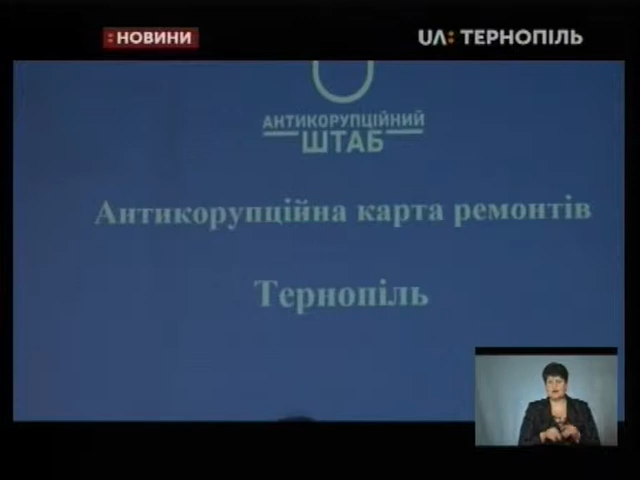 :НОВИНИ
UA: ТЕРНОПІЛЬ
АНТИКОРУПЦІЙНИЙ
ШТАБ
Антикорупційна карта ремонтів
Тернопіль